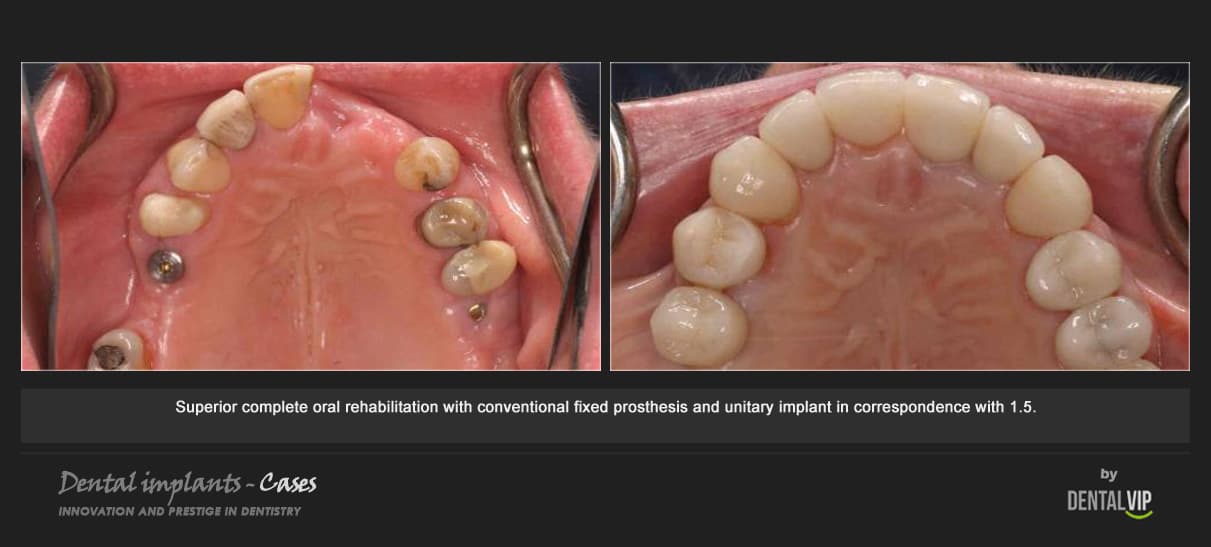 Superior complete oral rehabilitation with conventional fixed prosthesis and unitary implant in correspondence with 1.5.
Dental implants - Cases
INNOVATION AND PRESTIGE IN DENTISTRY
by
DENTALVIP